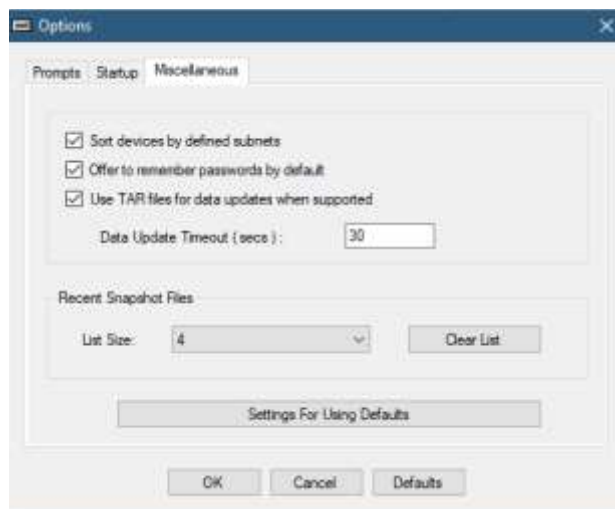 Options
Prompts Startup Miscellaneous
Sort devices by defined subnets
Offer to remember passwords by default
Use TAR files for data updates when supported
Data Update Timeout ( secs ) : 30
Recent Snapshot Files
List Size: 4 Clear List
Settings For Using Defaults
OK Cancel Defaults